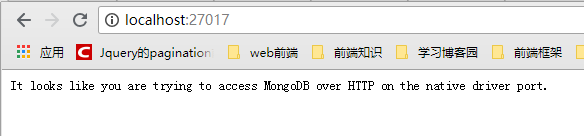 localhost:27017
应用 Jquery的pagination web前端 前端知识 学习博客园 前端框架
It looks like you are trying to access MongoDB over HTTP on the native driver port.